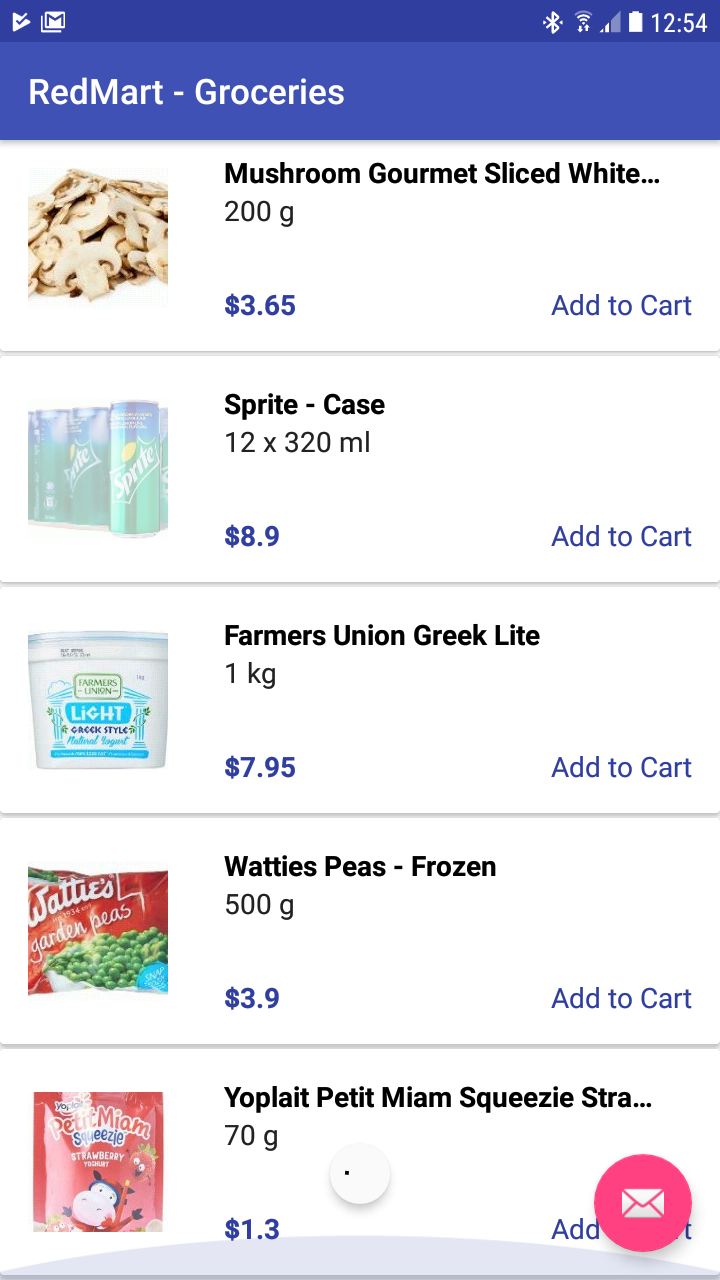 12:54
RedMart - Groceries
Mushroom Gourmet Sliced White...
200 g
$3.65
Add to Cart
Sprite - Case
12 x 320 ml
Sprite
$8.9
Add to Cart
Farmers Union Greek Lite
1 kg
FARMERS
UNION
LIGHT
GREEK STYLE
Natural Yogurt
$7.95
Add to Cart
Watties Peas - Frozen
500 g
Wattie's
garden peas
$3.9
Add to Cart
Yoplait Petit Miam Squeezie Stra...
70 g
Yoplait
Petit Miam
Squeezie
STRAWBERRY
YOGHURT
$1.3
Add
t